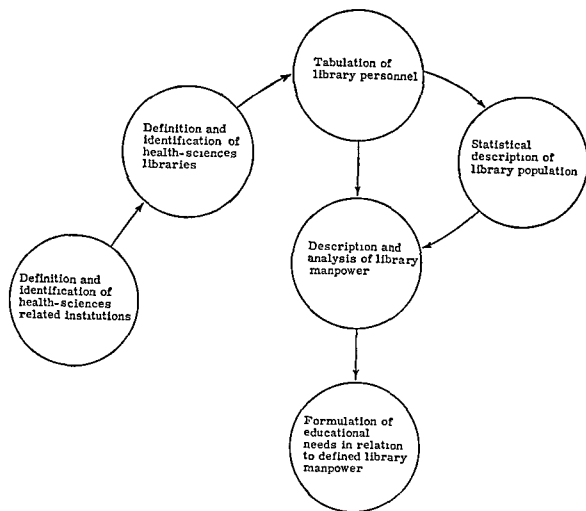 Tabulation of
library personnel
Definition and
identification of
health-sciences
libraries
Statistical
description of
library population
Description and
analysis of library
manpower
Definition and
identification of
health-sciences
related institutions
Formulation of
educational
needs in relation
to defined library
manpower